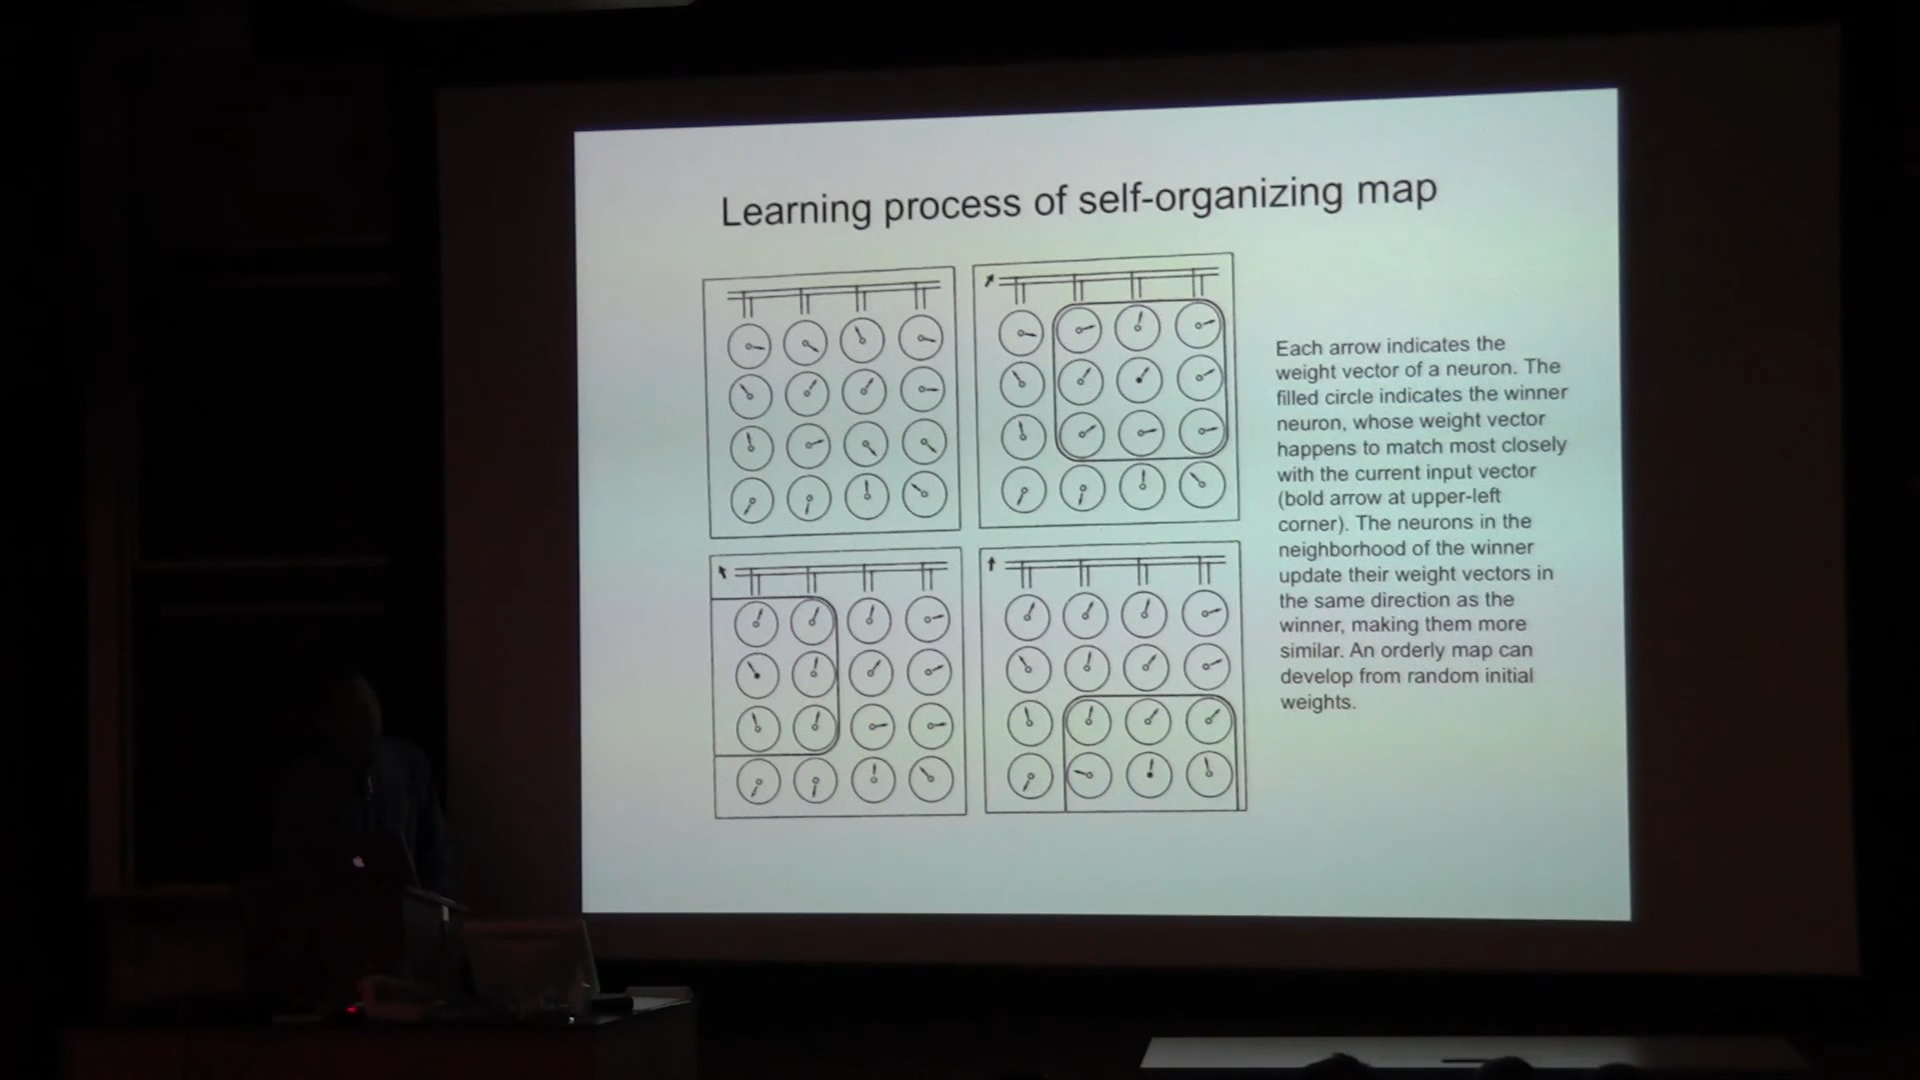 Learning process of self-organizing map
Each arrow indicates the
weight vector of a neuron. The
filled circle indicates the winner
neuron, whose weight vector
happens to match most closely
with the current input vector
(bold arrow at upper-left
corner). The neurons in the
neighborhood of the winner
update their weight vectors in
the same direction as the
winner, making them more
similar. An orderly map can
develop from random initial
weights.